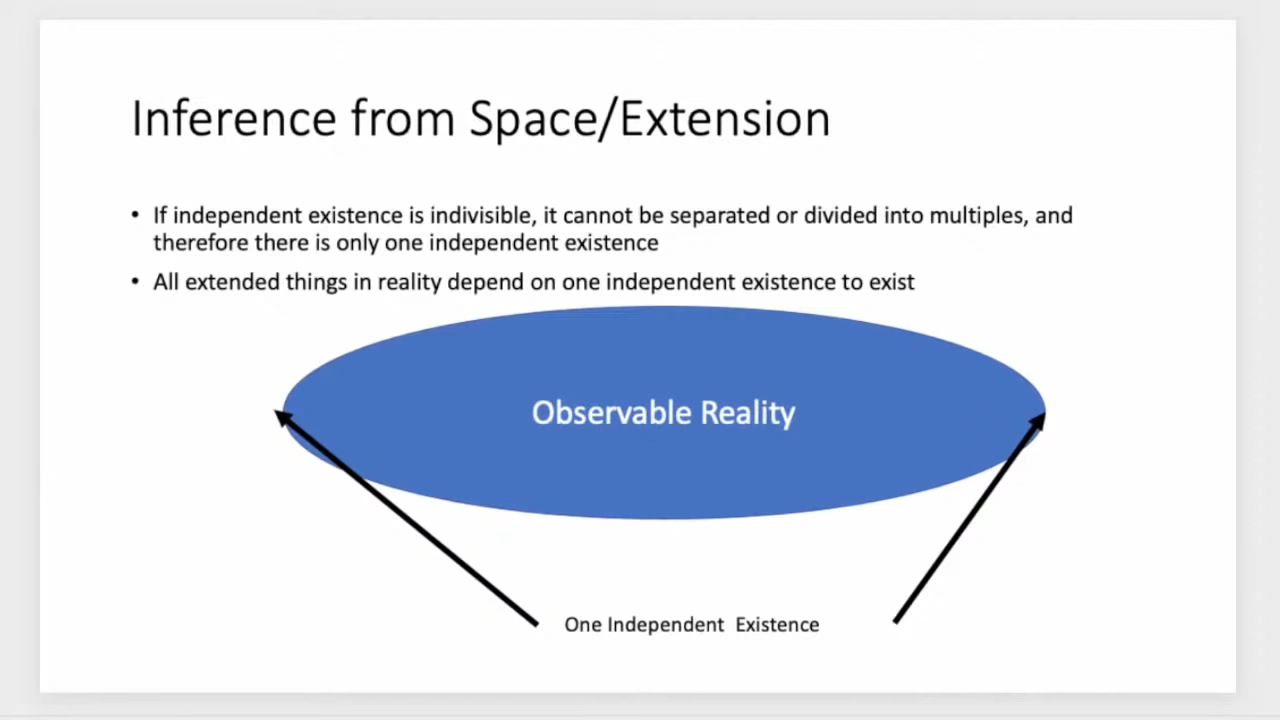 Inference from Space/Extension
• If independent existence is indivisible, it cannot be separated or divided into multiples, and
therefore there is only one independent existence
• All extended things in reality depend on one independent existence to exist
Observable Reality
One Independent  Existence